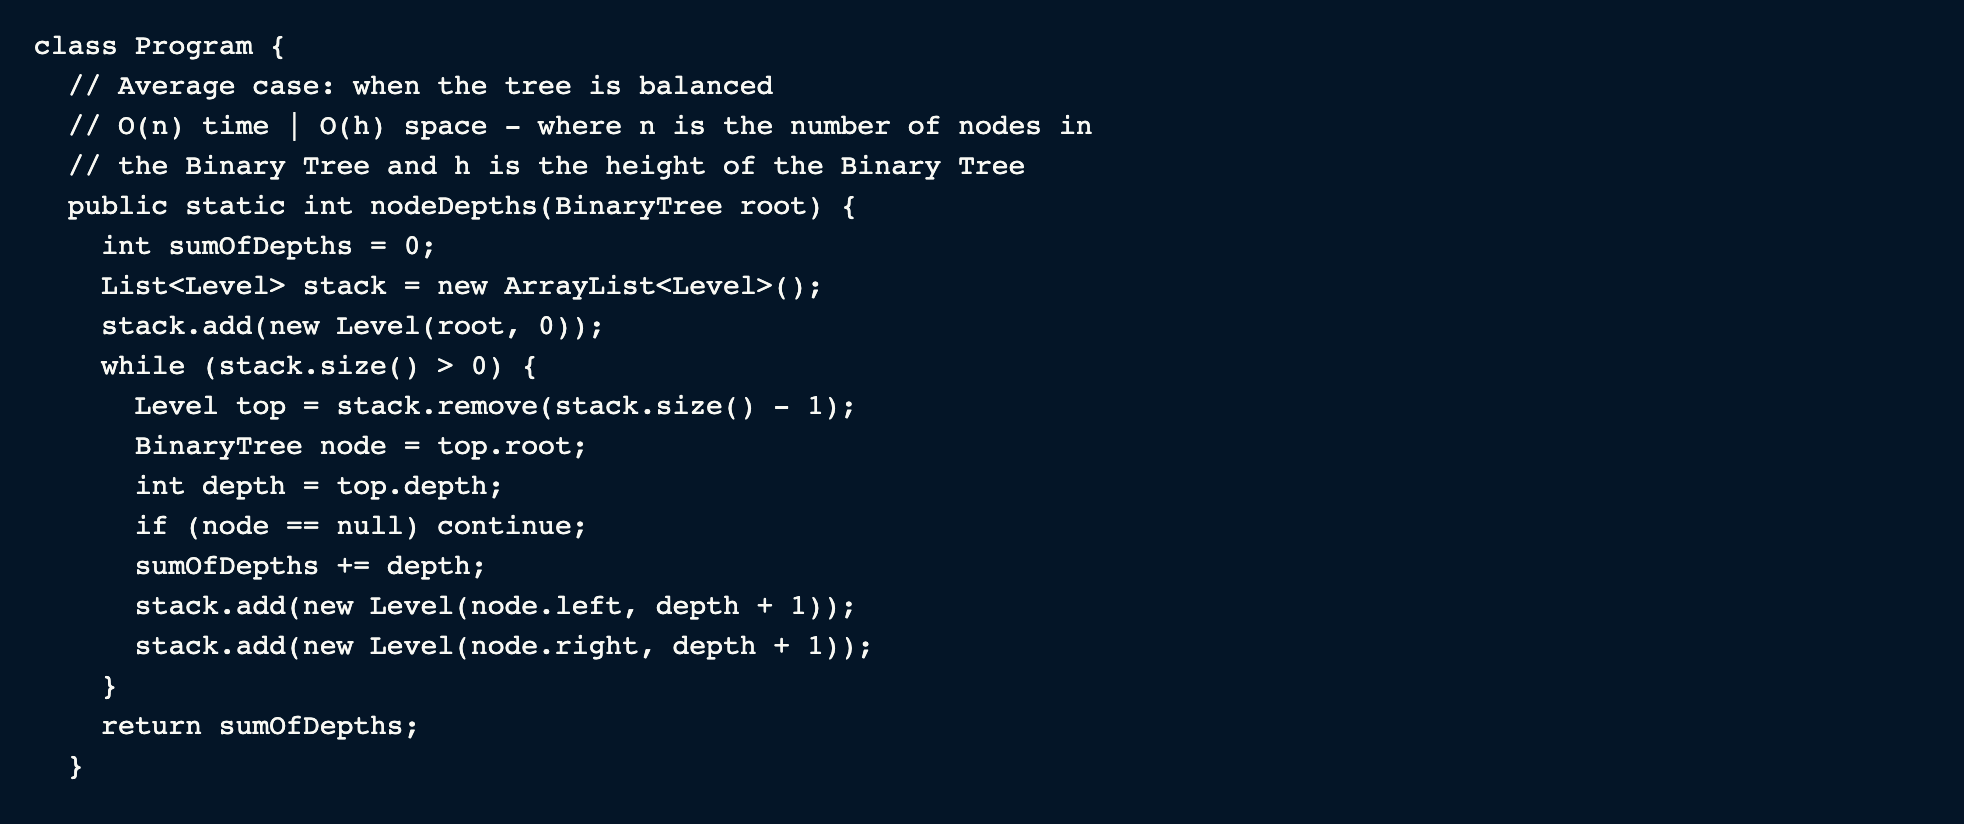 class Program {
  // Average case: when the tree is balanced
  // O(n) time | O(h) space - where n is the number of nodes in
  // the Binary Tree and h is the height of the Binary Tree
  public static int nodeDepths(BinaryTree root) {
    int sumOfDepths = 0;
    List<Level> stack = new ArrayList<Level>();
    stack.add(new Level(root, 0));
    while (stack.size() > 0) {
      Level top = stack.remove(stack.size() - 1);
      BinaryTree node = top.root;
      int depth = top.depth;
      if (node == null) continue;
      sumOfDepths += depth;
      stack.add(new Level(node.left, depth + 1));
      stack.add(new Level(node.right, depth + 1));
    }
    return sumOfDepths;
  }